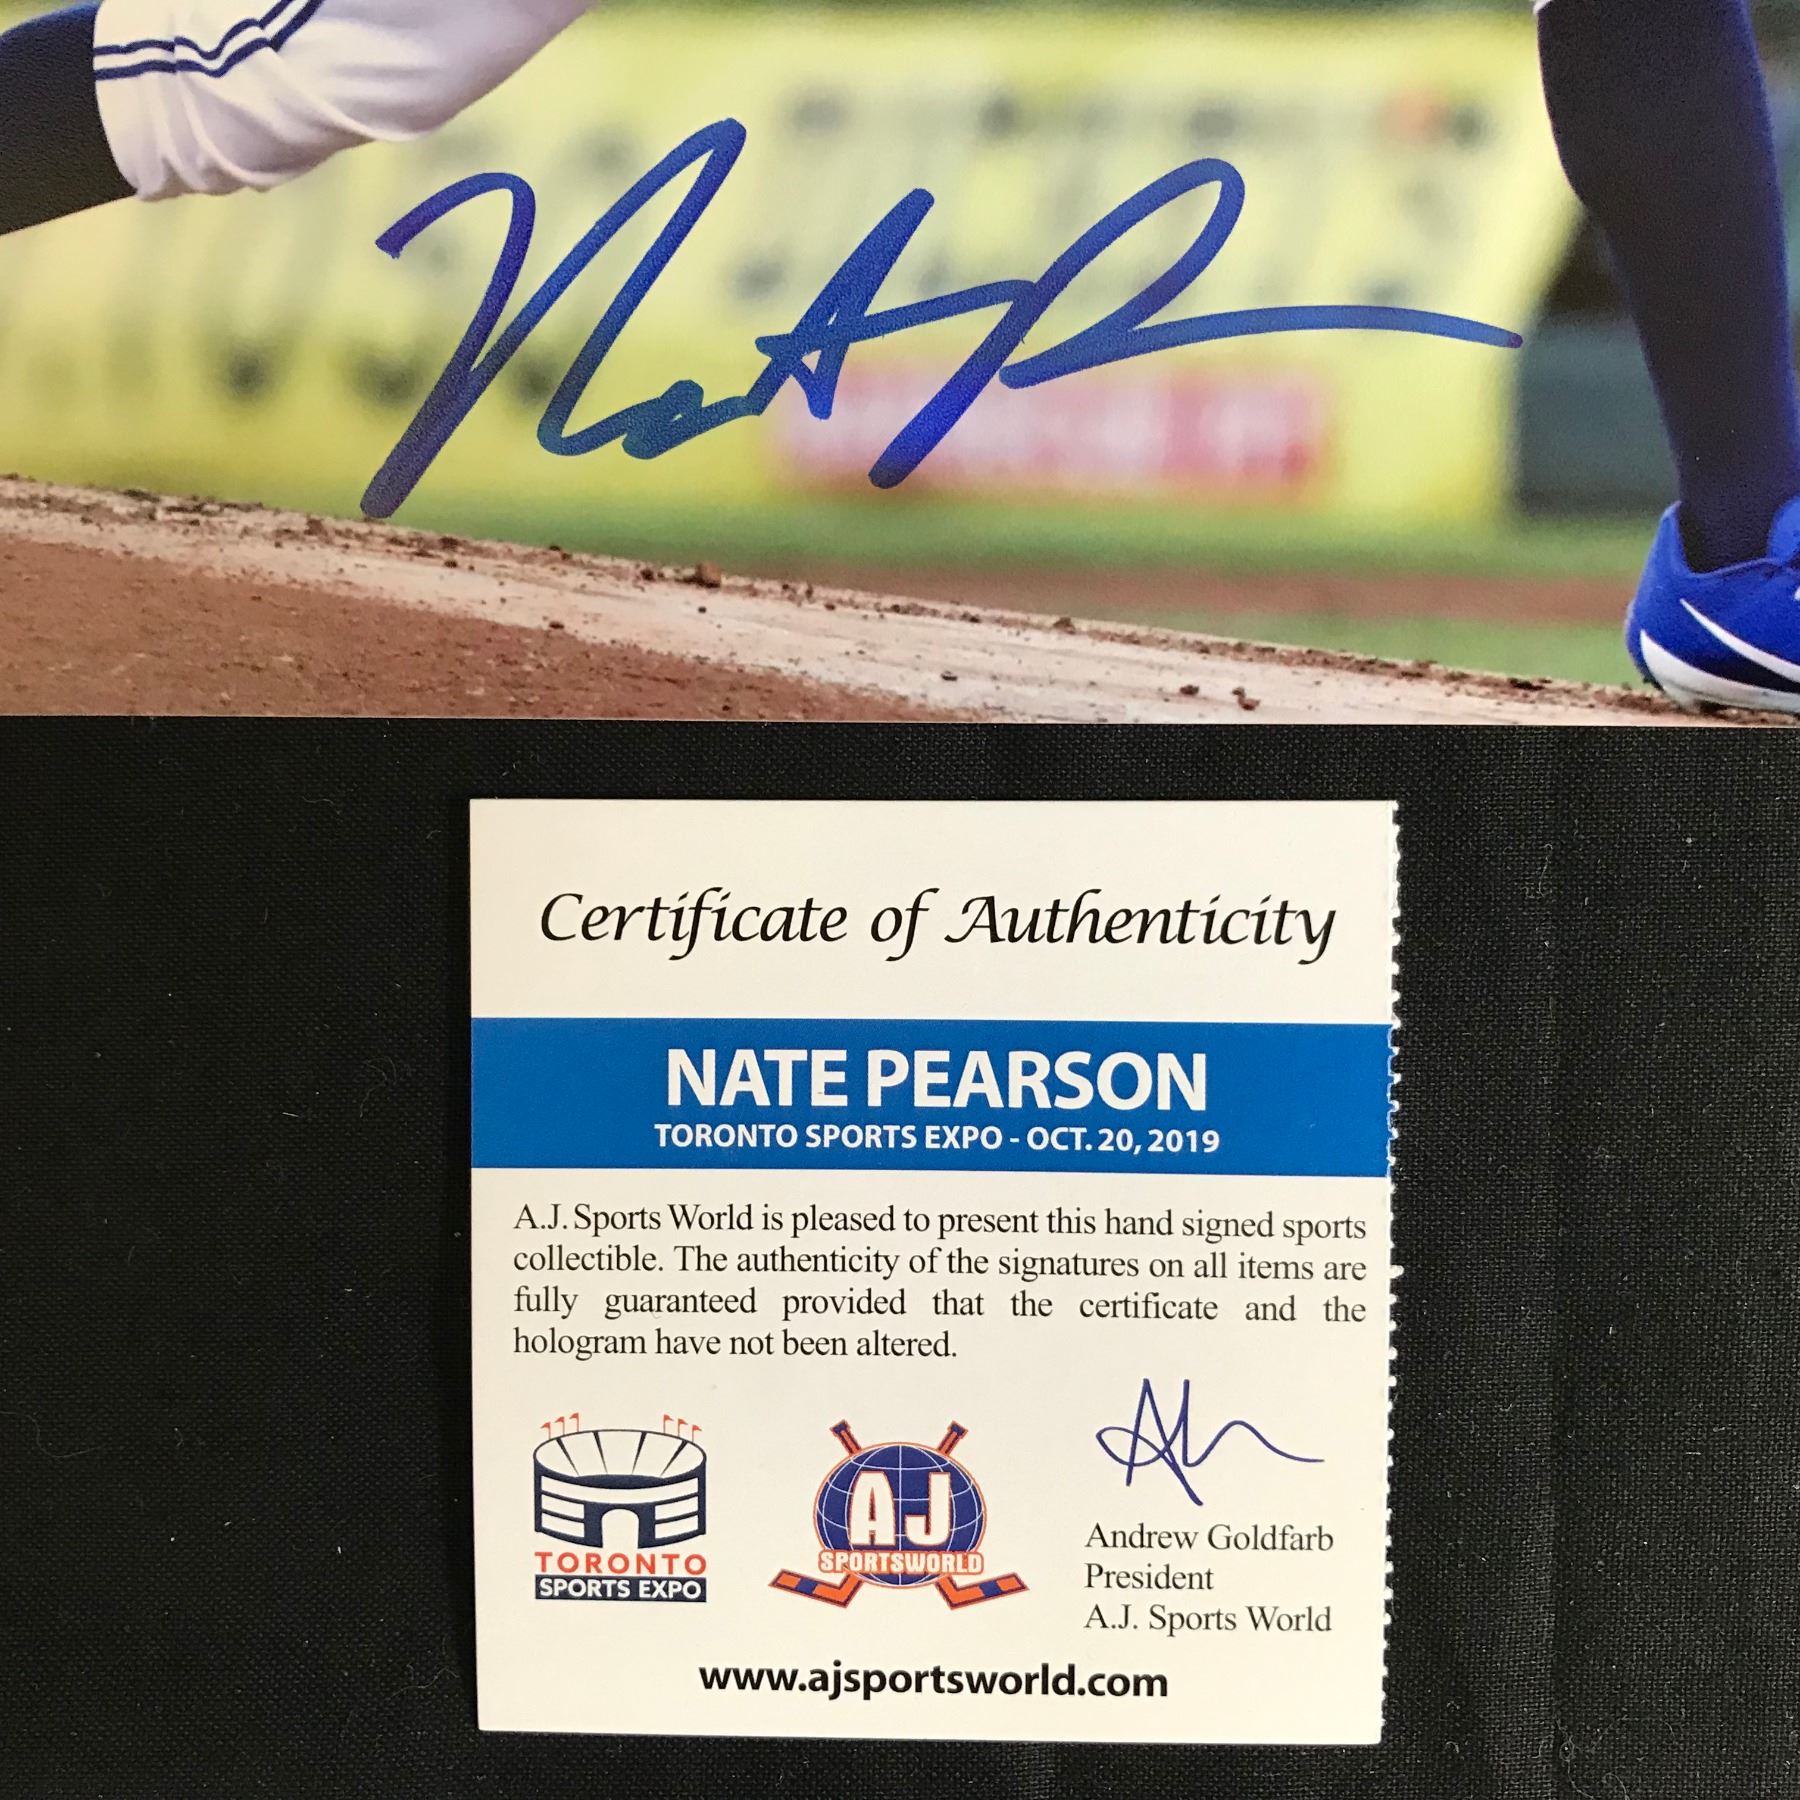 Nate P
Certificate of Authenticity
NATE PEARSON
TORONTO SPORTS EXPO - OCT. 20, 2019
A.J. Sports World is pleased to present this hand signed sports
collectible. The authenticity of the signatures on all items are
fully guaranteed provided that the certificate and the
hologram have not been altered.
TORONTO
SPORTS EXPO
AJ
SPORTSWORLD
Andrew Goldfarb
President
A.J. Sports World
www.ajsportsworld.com